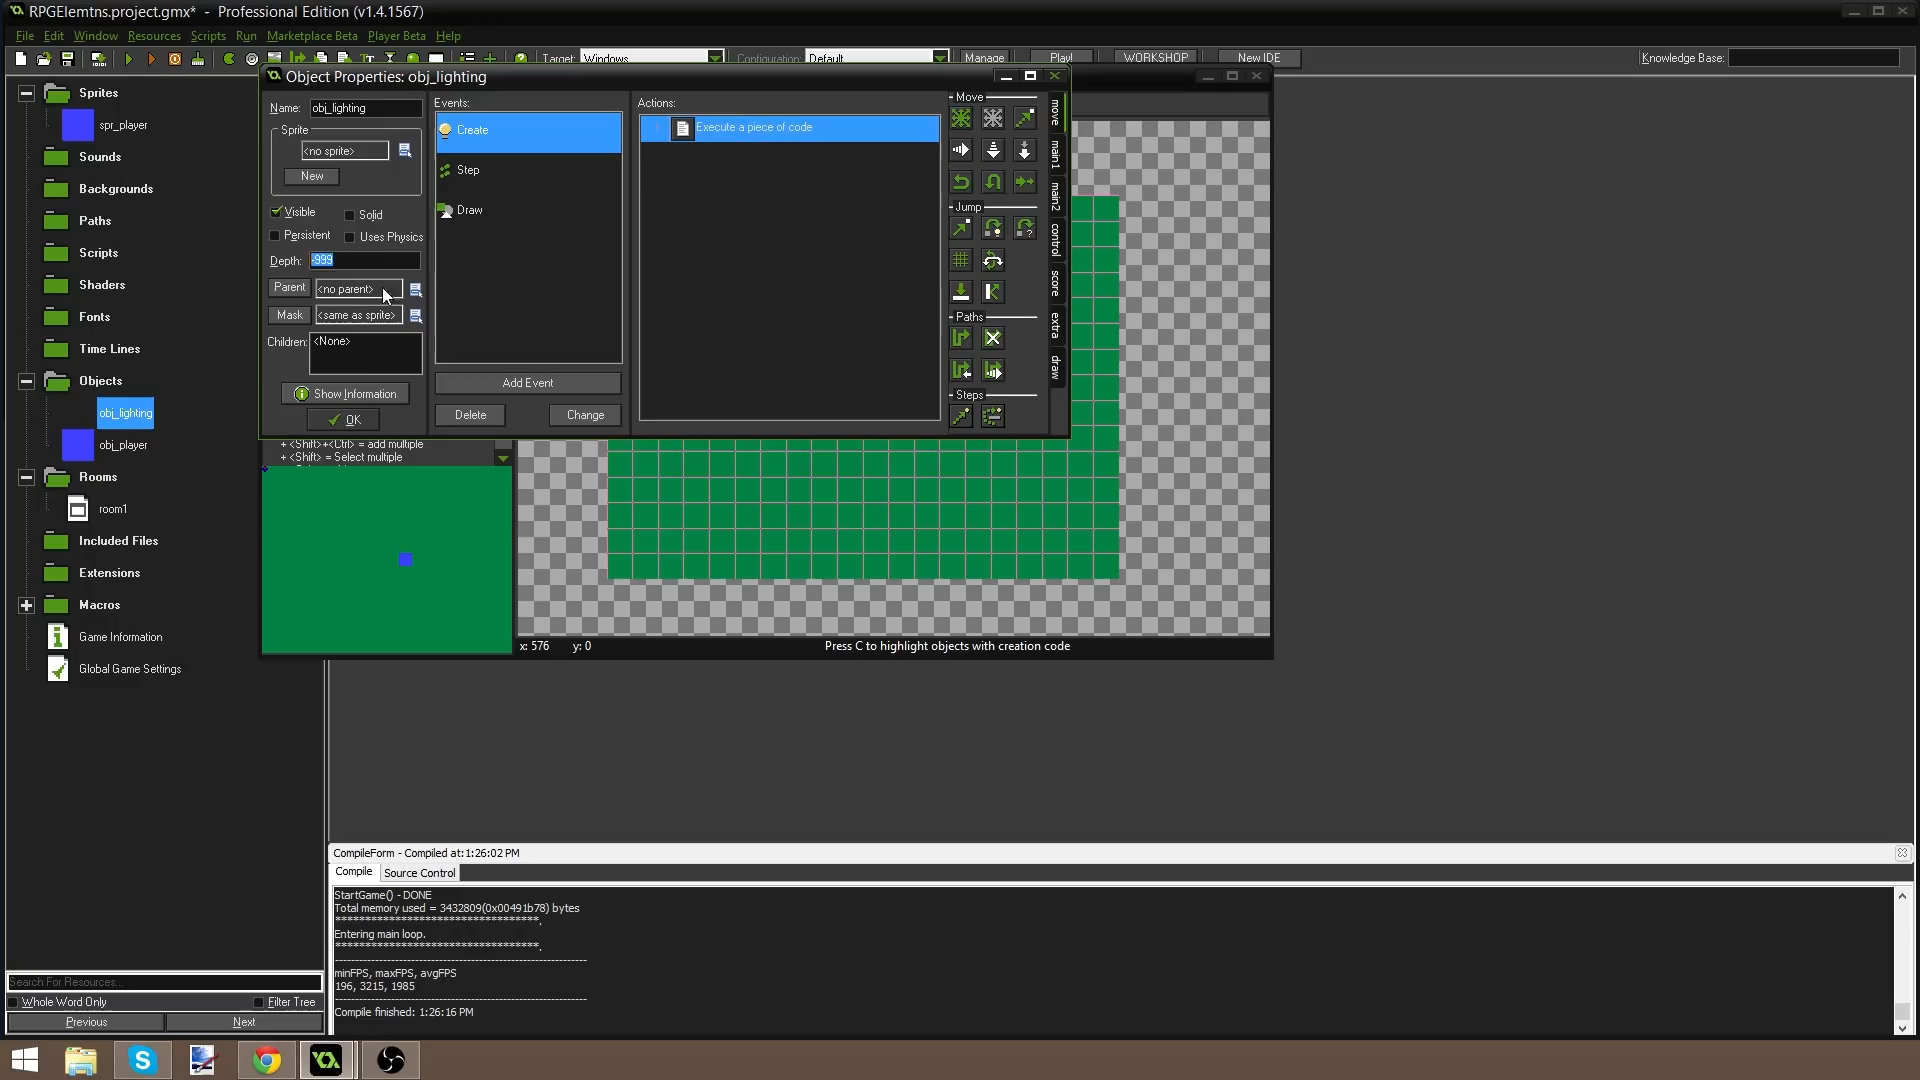 RPGElemtns.project.gmx* - Professional Edition (v1.4.1567)
File Edit Window Resources Scripts Run Marketplace Beta Player Beta Help
Target: Windows Configuration: Default Manage Play! WORKSHOP New IDE Knowledge Base:
Object Properties: obj_lighting
Sprites
spr_player
Sounds
Backgrounds
Paths
Scripts
Shaders
Fonts
Time Lines
Objects
obj_lighting
obj_player
Rooms
room1
Included Files
Extensions
Macros
Game Information
Global Game Settings
Search For Resources...
Whole Word Only Filter Tree
Previous Next
Name: obj_lighting
Sprite
<no sprite>
New
Visible Solid
Persistent Uses Physics
Depth: -999
Parent <no parent>
Mask <same as sprite>
Children: <None>
Show Information
OK
Events:
Create
Step
Draw
Add Event
Delete Change
Actions:
Execute a piece of code
Move
Jump
Paths
Steps
move
main1
main2
control
score
extra
draw
+ <Shift>+<Ctrl> = add multiple
+ <Shift> = Select multiple
x: 576 y: 0 Press C to highlight objects with creation code
CompileForm - Compiled at:1:26:02 PM
Compile Source Control
StartGame() - DONE
Total memory used = 3432809(0x00491b78) bytes
***********************************.
Entering main loop.
***********************************.
minFPS, maxFPS, avgFPS
196, 3215, 1985
Compile finished: 1:26:16 PM